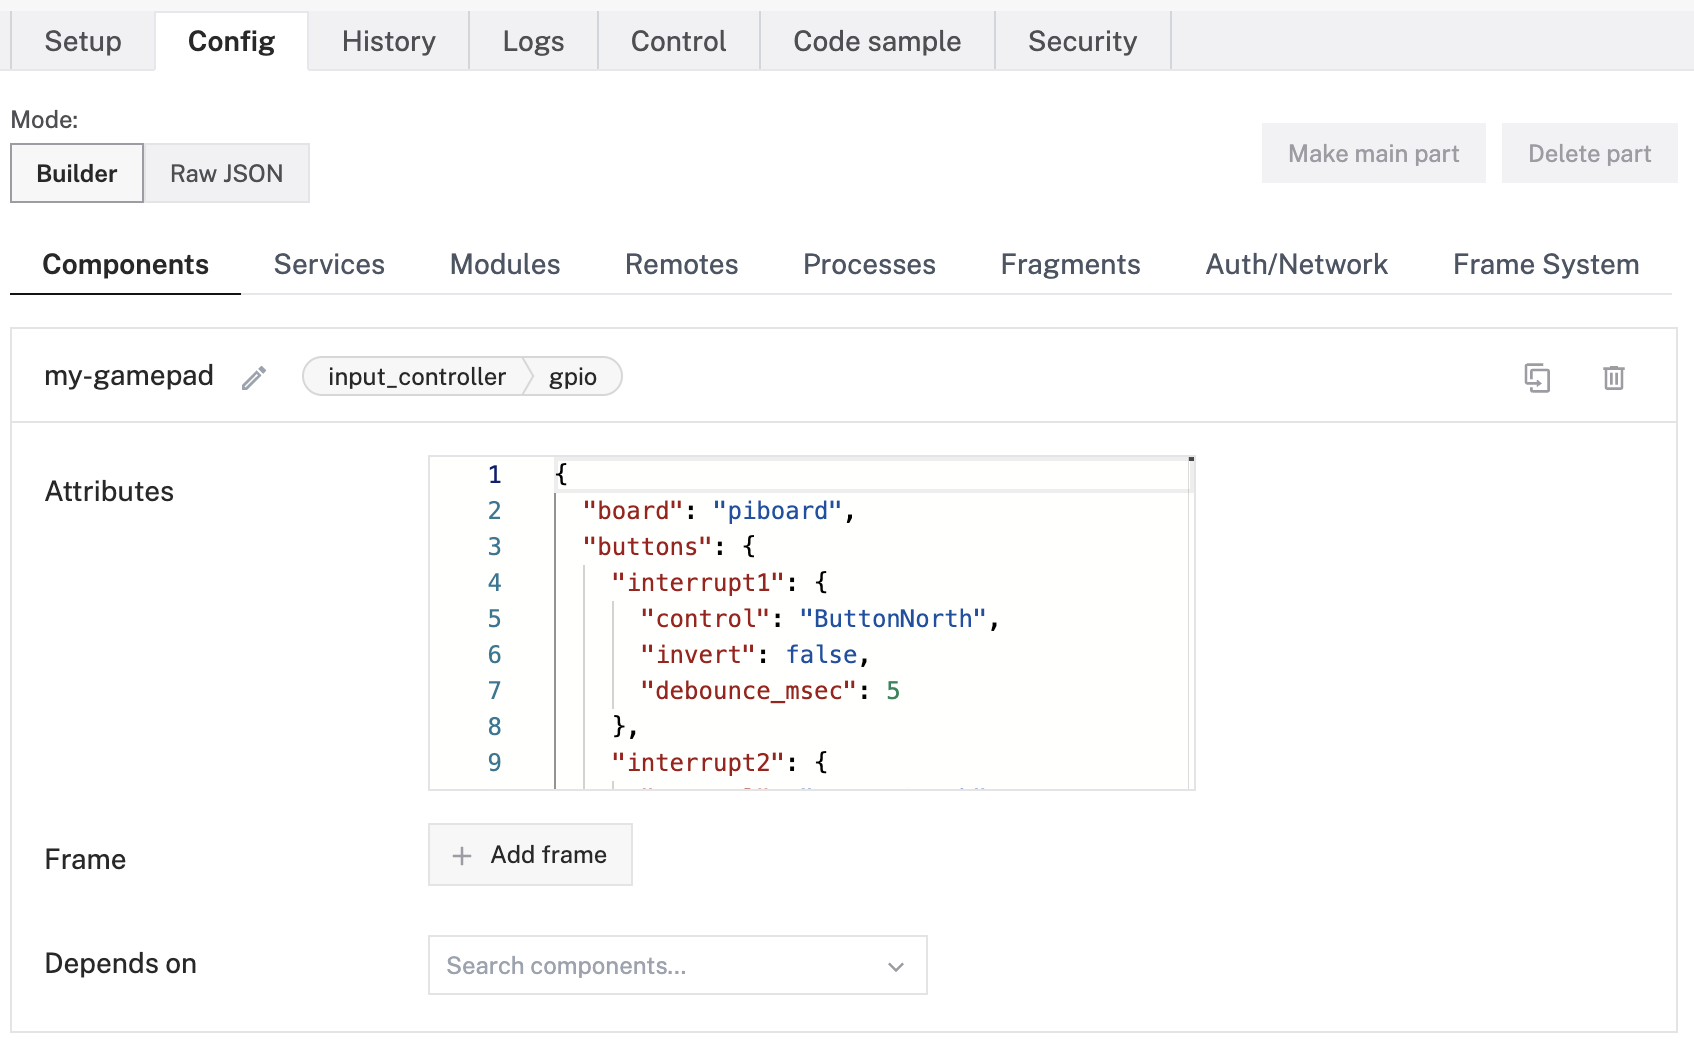 Setup Config History Logs Control Code sample Security
Mode:
Builder Raw JSON
Make main part Delete part
Components Services Modules Remotes Processes Fragments Auth/Network Frame System
my-gamepad input_controller gpio
Attributes
1 {
2 "board": "piboard",
3 "buttons": {
4 "interrupt1": {
5 "control": "ButtonNorth",
6 "invert": false,
7 "debounce_msec": 5
8 },
9 "interrupt2": {
Frame + Add frame
Depends on Search components...